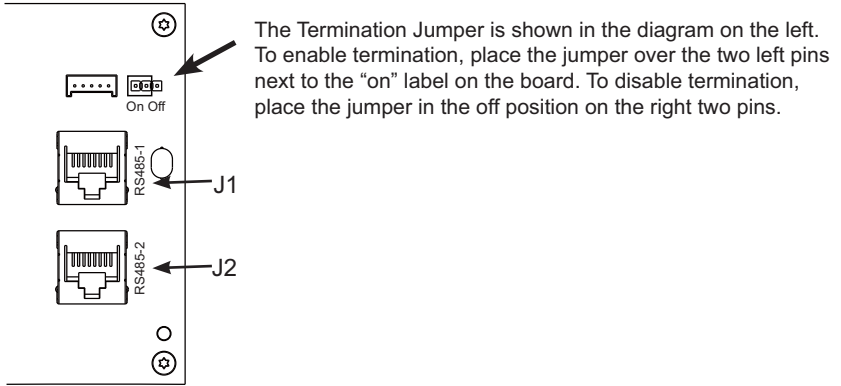 The Termination Jumper is shown in the diagram on the left.
To enable termination, place the jumper over the two left pins
next to the “on” label on the board. To disable termination,
place the jumper in the off position on the right two pins.
On Off
RS485-1
J1
RS485-2
J2